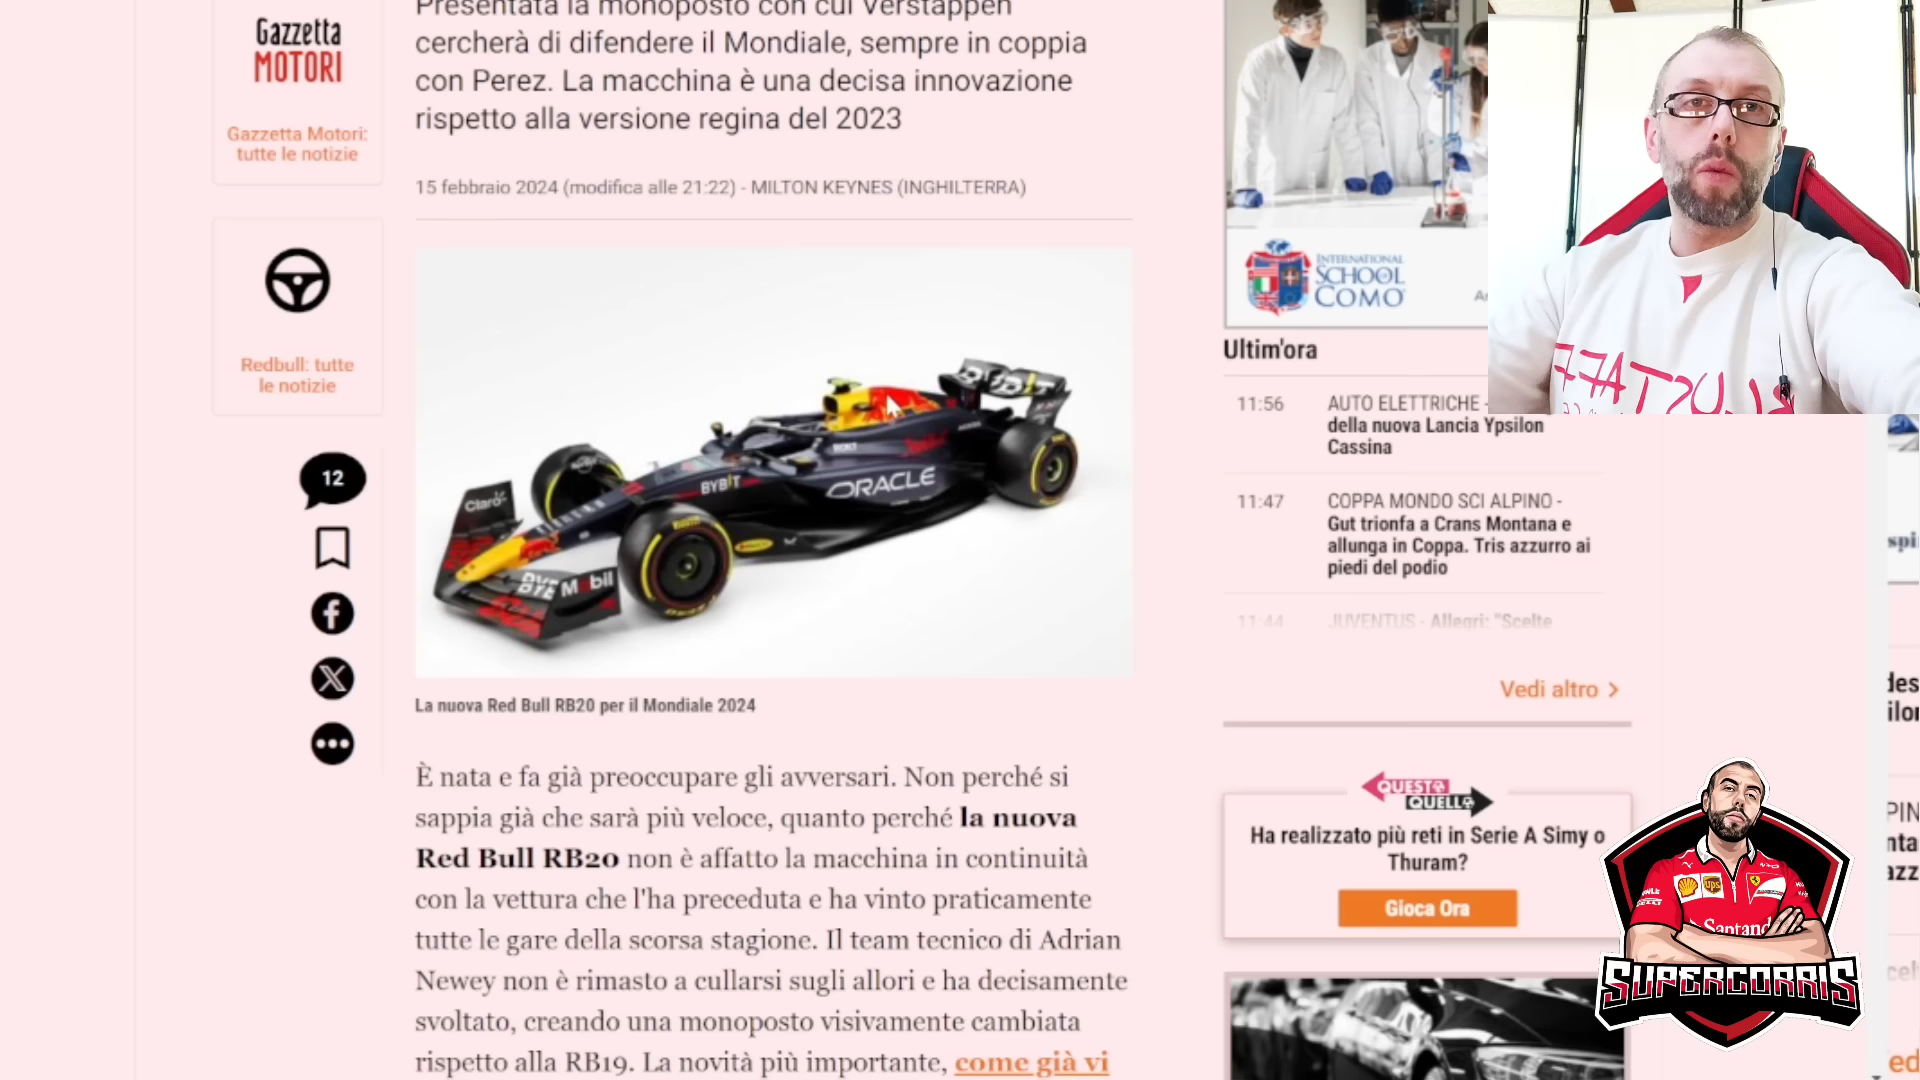 Gazzetta
MOTORI
Gazzetta Motori:
tutte le notizie
Redbull: tutte
le notizie
12
Presentata la monoposto con cui Verstappen
cercherà di difendere il Mondiale, sempre in coppia
con Perez. La macchina è una decisa innovazione
rispetto alla versione regina del 2023
15 febbraio 2024 (modifica alle 21:22) - MILTON KEYNES (INGHILTERRA)
Claro
BYBIT
ORACLE
Mobil
La nuova Red Bull RB20 per il Mondiale 2024
È nata e fa già preoccupare gli avversari. Non perché si
sappia già che sarà più veloce, quanto perché la nuova
Red Bull RB20 non è affatto la macchina in continuità
con la vettura che l'ha preceduta e ha vinto praticamente
tutte le gare della scorsa stagione. Il team tecnico di Adrian
Newey non è rimasto a cullarsi sugli allori e ha decisamente
svoltato, creando una monoposto visivamente cambiata
rispetto alla RB19. La novità più importante, come già vi
INTERNATIONAL
SCHOOL
COMO
Ultim'ora
11:56
AUTO ELETTRICHE -
della nuova Lancia Ypsilon
Cassina
11:47
COPPA MONDO SCI ALPINO -
Gut trionfa a Crans Montana e
allunga in Coppa. Tris azzurro ai
piedi del podio
11:44
JUVENTUS - Allegri: "Scelte
Vedi altro >
QUESTO
QUELLO
Ha realizzato più reti in Serie A Simy o
Thuram?
Gioca Ora
ups
Santand
SUPERCORRIS